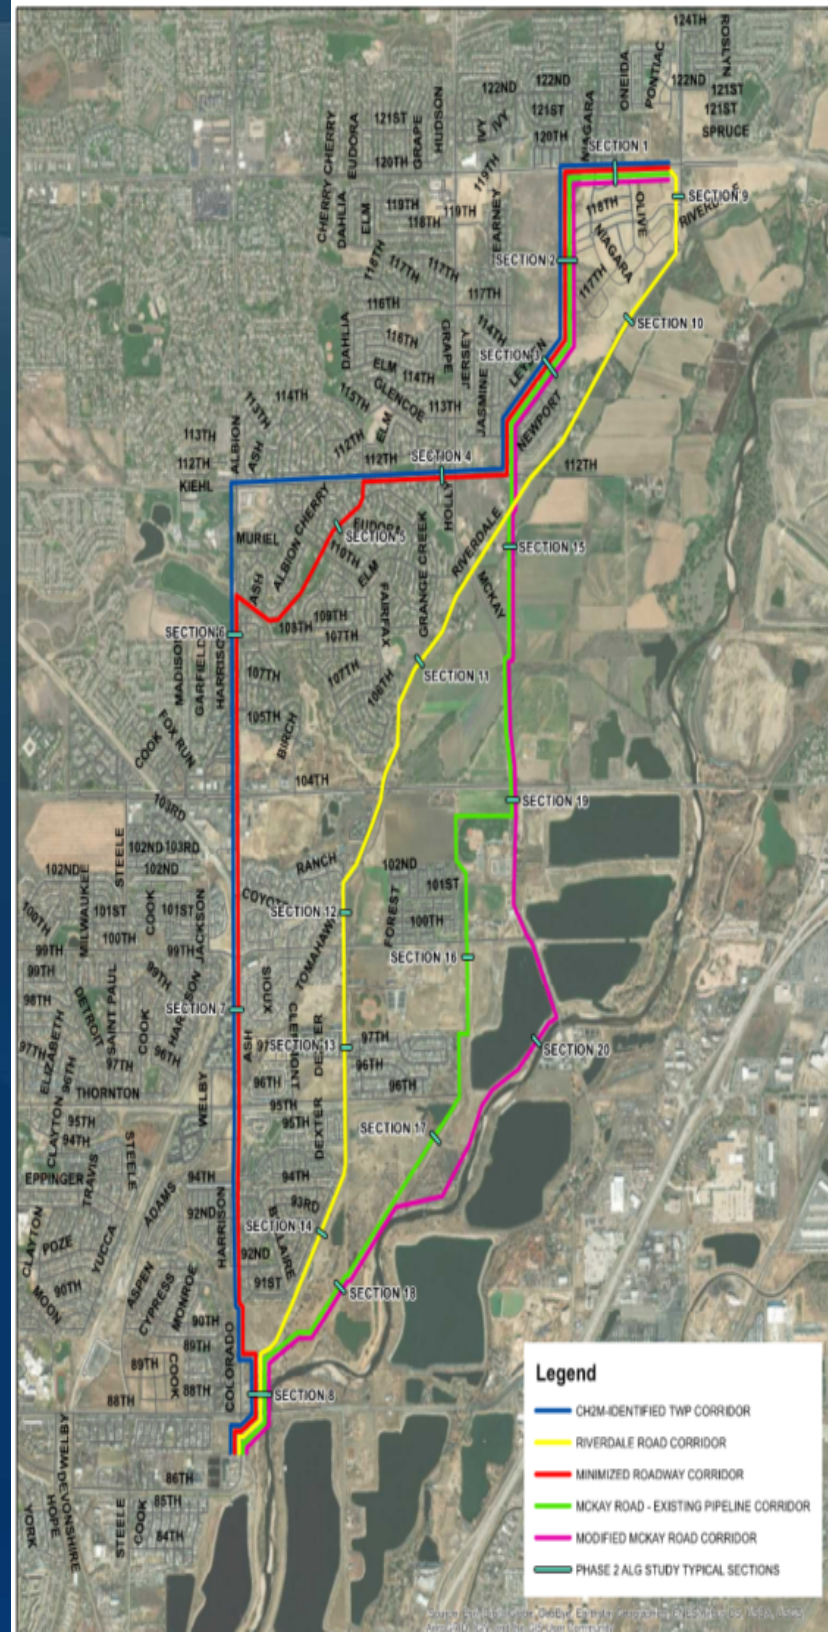 124TH
ROSLYN
ONEIDA
PONTIAC
122ND
122ND
122ND
121ST
121ST
SPRUCE
HUDSON
NIAGARA
IVY
IVY
121ST
120TH
121ST
GRAPE
EUDORA
CHERRY
CHERRY
DAHLIA
120TH
119TH
SECTION 1
SECTION 9
119TH
118TH
119TH
ELM
118TH
OLIVE
SECTION 2
NIAGARA
117TH
118TH
117TH
117TH
117TH
116TH
SECTION 10
DAHLIA
116TH
GRAPE
JERSEY
114TH
ELM
114TH
GLENCOE
115TH
JASMINE
113TH
NEWPORT
114TH
113TH
ALBION
ASH
113TH
112TH
KIEHL
112TH
ELM
112TH
SECTION 4
112TH
MURIEL
ALBION
CHERRY
SECTION 5
110TH
ELM
ASH
GRANGE CREEK
RIVERDALE
MCKAY
SECTION 15
FAIRFAX
109TH
108TH
107TH
SECTION 6
SECTION 11
MADISON
GARFIELD
HARRISON
107TH
107TH
106TH
105TH
BIRCH
FOX RUN
COOK
104TH
SECTION 19
103RD
102ND
103RD
STEELE
102ND
102ND
RANCH
102ND
101ST
FOREST
100TH
SECTION 12
TOMAHAWK
SECTION 16
MILWAUKEE
101ST
COOK
101ST
JACKSON
100TH
100TH
99TH
99TH
99TH
99TH
98TH
DETROIT
SAINT PAUL
COOK
HARRISON
SIOUX
SECTION 7
ASH
SECTION 13
DEXTER
97TH
96TH
96TH
SECTION 20
ELIZABETH
97TH
96TH
97TH
96TH
THORNTON
WELBY
96TH
95TH
95TH
DEXTER
SECTION 17
CLAYTON
95TH
94TH
EPPINGER
TRAVIS
STEELE
ADAMS
94TH
94TH
93RD
92ND
HARRISON
SECTION 14
92ND
91ST
SECTION 18
CLAYTON
POZE
YUCCA
90TH
MOON
ASPEN
CYPRESS
MONROE
90TH
89TH
89TH
COOK
88TH
88TH
COLORADO
SECTION 8
WELBY
DEVONSHIRE
HOPE
YORK
86TH
85TH
84TH
STEELE
COOK
Legend
CH2M-IDENTIFIED TWP CORRIDOR
RIVERDALE ROAD CORRIDOR
MINIMIZED ROADWAY CORRIDOR
MCKAY ROAD - EXISTING PIPELINE CORRIDOR
MODIFIED MCKAY ROAD CORRIDOR
PHASE 2 ALG STUDY TYPICAL SECTIONS